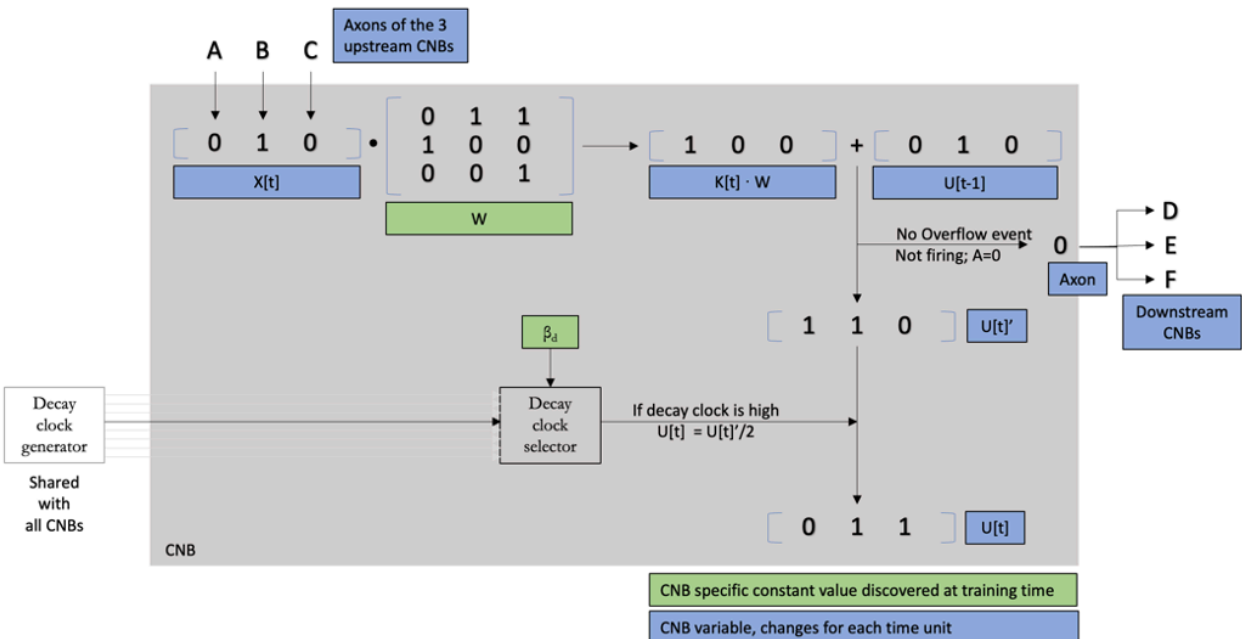 Axons of the 3
upstream CNBs
A B C
[ 0 1 0 ] • [ 0 1 1
1 0 0
0 0 1 ] [ 1 0 0 ] + [ 0 1 0 ]
X[t]
W
K[t] · W
U[t-1]
No Overflow event
Not firing; A=0
0
Axon
D
E
F
Downstream
CNBs
[ 1 1 0 ] U[t]’
βd
Decay
clock
generator
Shared
with
all CNBs
Decay
clock
selector
If decay clock is high
U[t] = U[t]’/2
[ 0 1 1 ] U[t]
CNB
CNB specific constant value discovered at training time
CNB variable, changes for each time unit